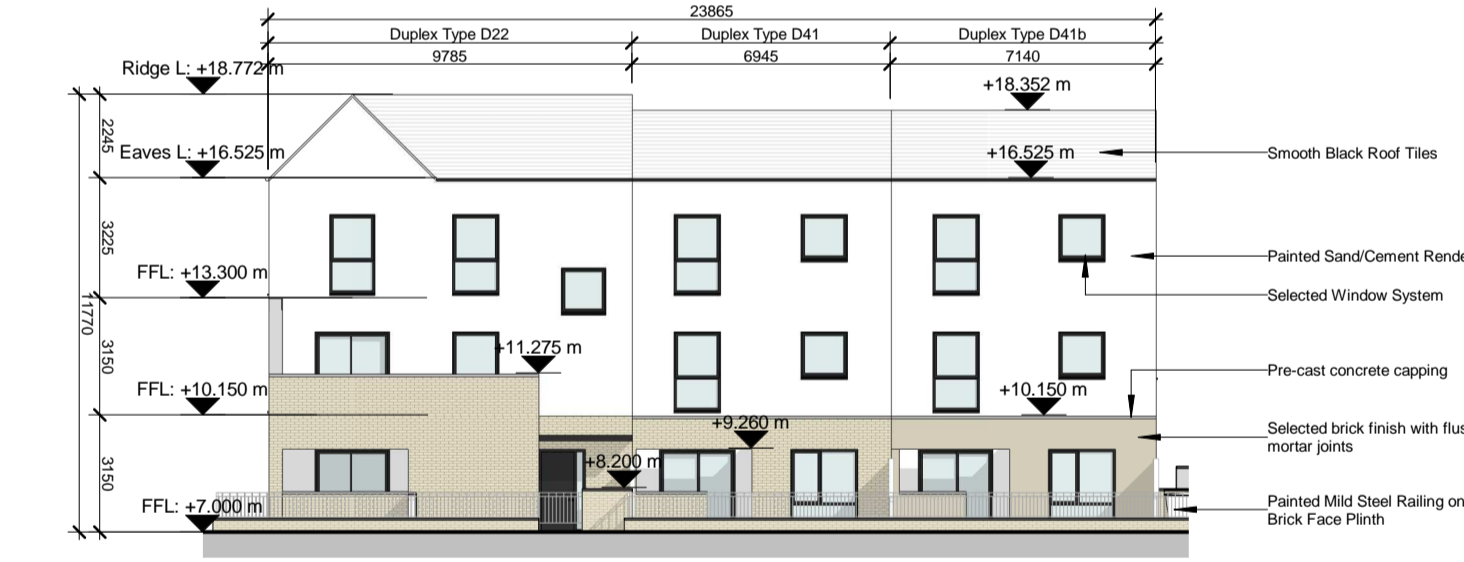 23865
Duplex Type D22
Duplex Type D41
Duplex Type D41b
9785
6945
7140
Ridge L: +18.772 m
+18.352 m
2245
Eaves L: +16.525 m
+16.525 m
Smooth Black Roof Tiles
3225
Painted Sand/Cement Rende
FFL: +13.300 m
Selected Window System
11770
3150
+11.275 m
Pre-cast concrete capping
FFL: +10.150 m
+10.150 m
+9.260 m
Selected brick finish with flus
mortar joints
3150
+8.200 m
FFL: +7.000 m
Painted Mild Steel Railing on
Brick Face Plinth